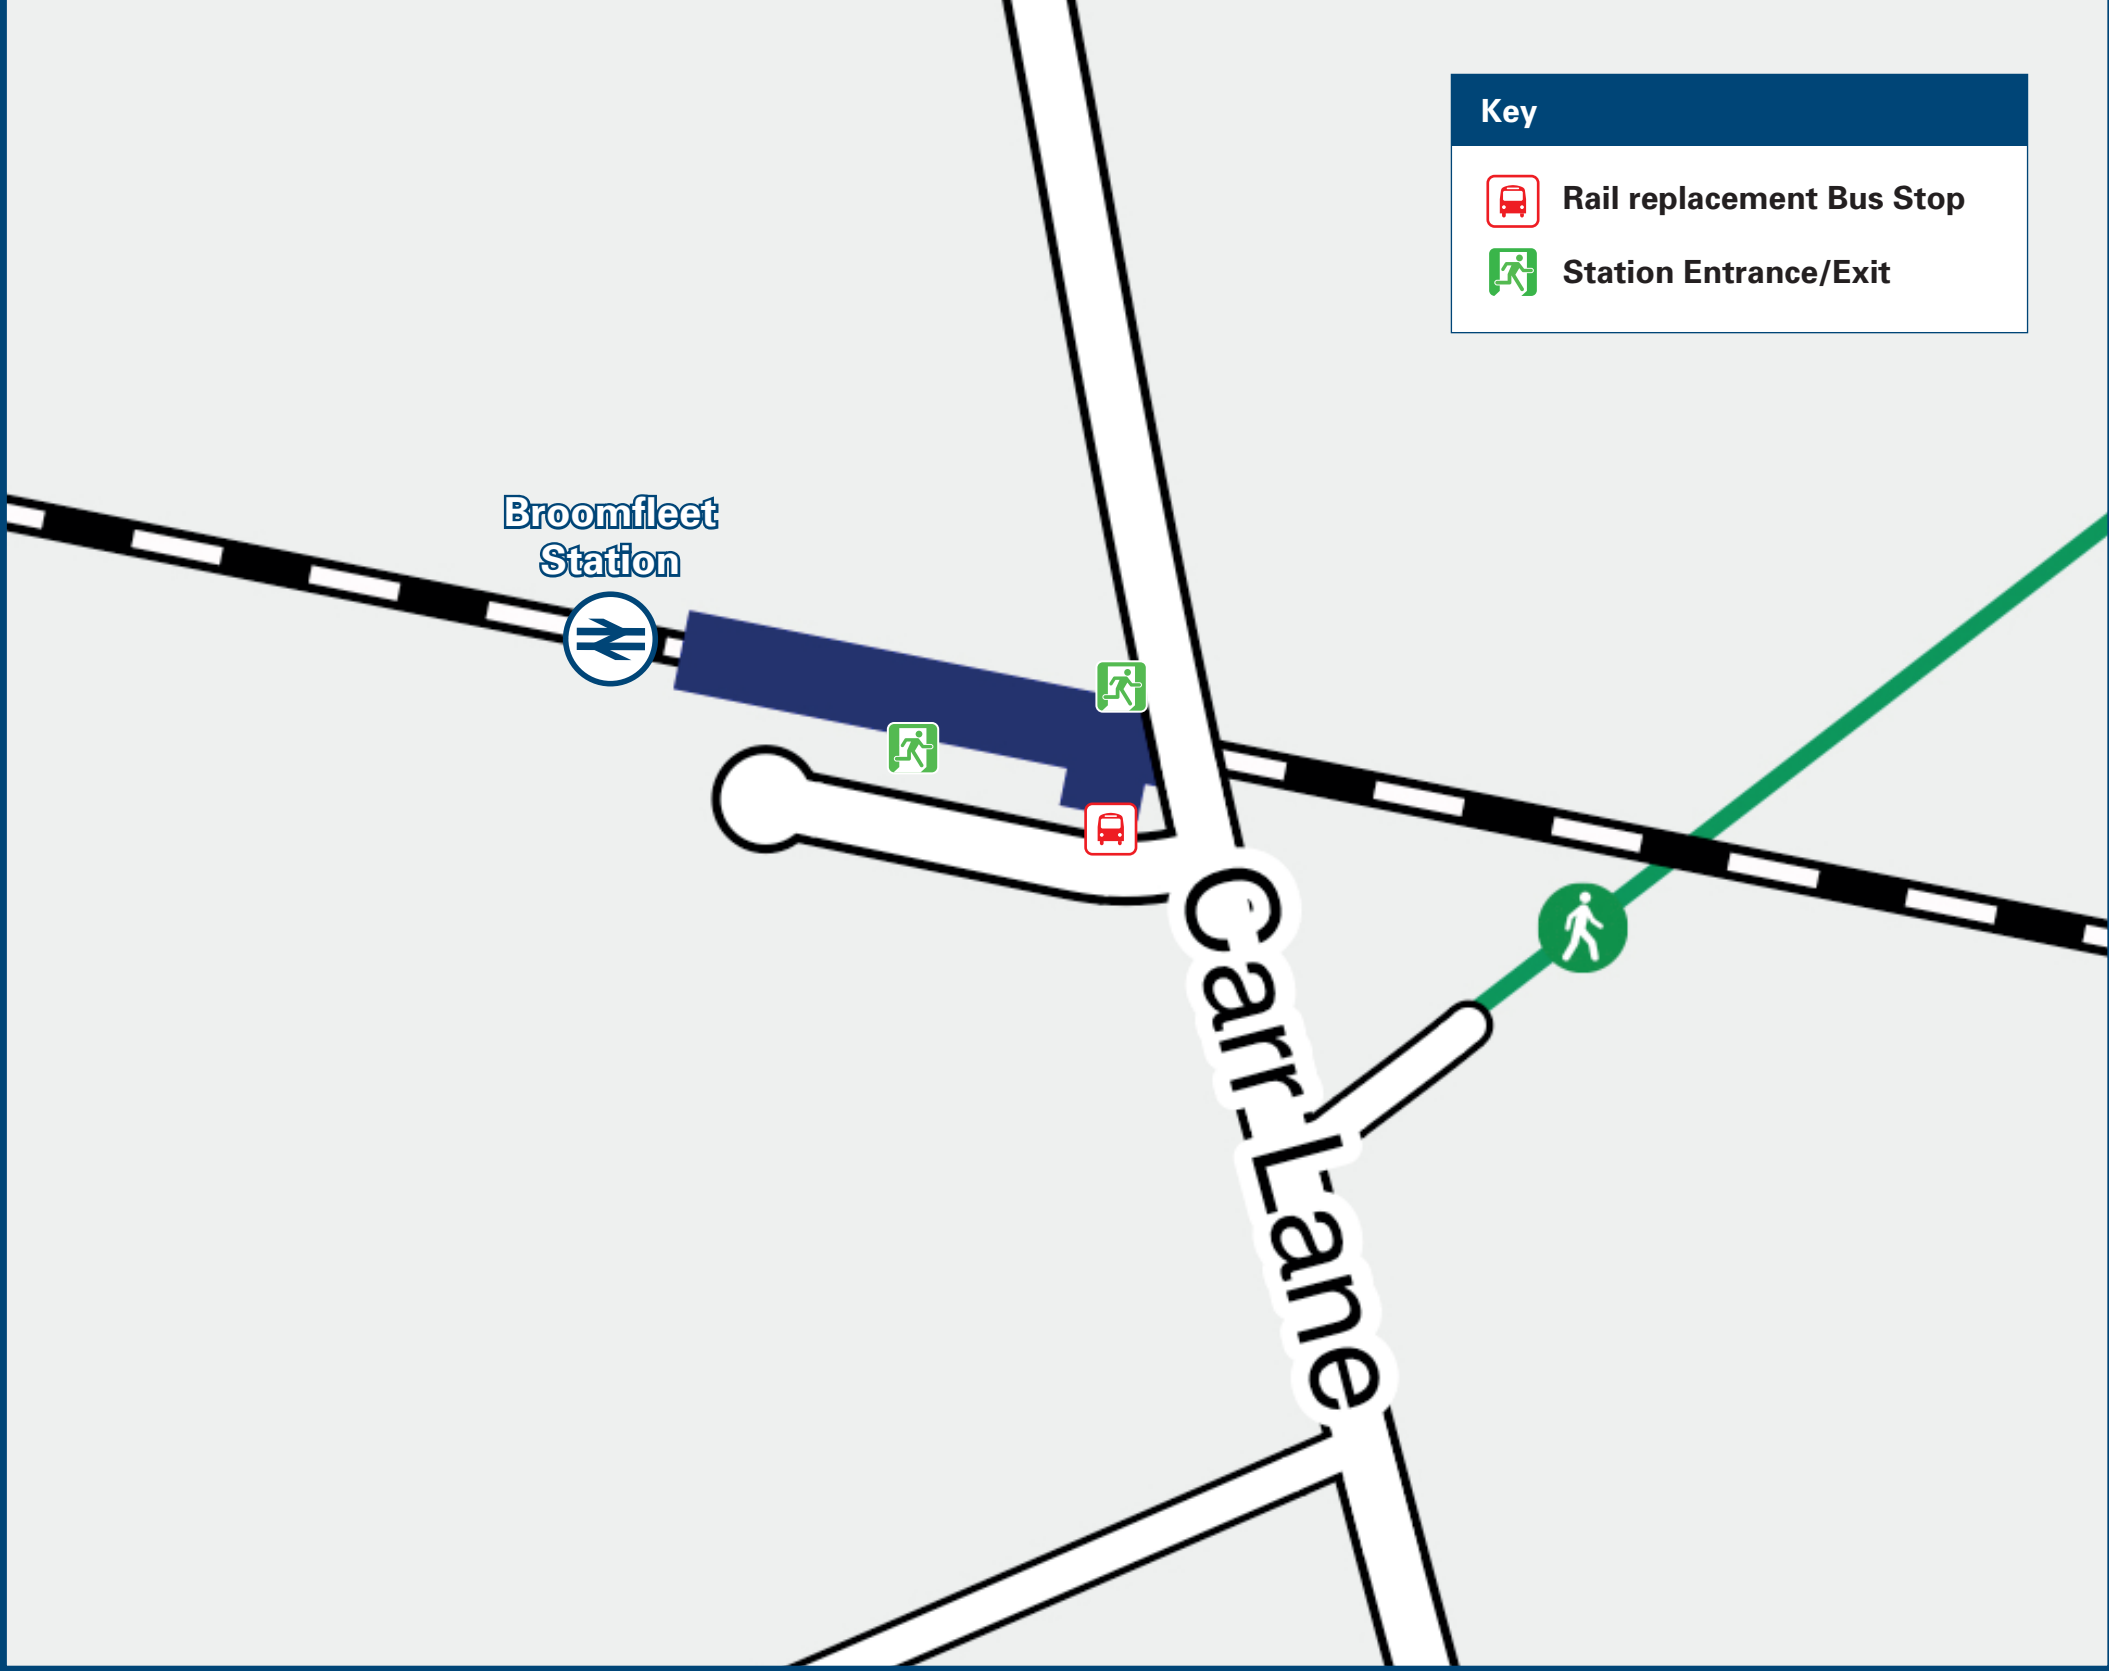 Key
Rail replacement Bus Stop
Station Entrance/Exit
Broomfleet
Station
Carr Lane